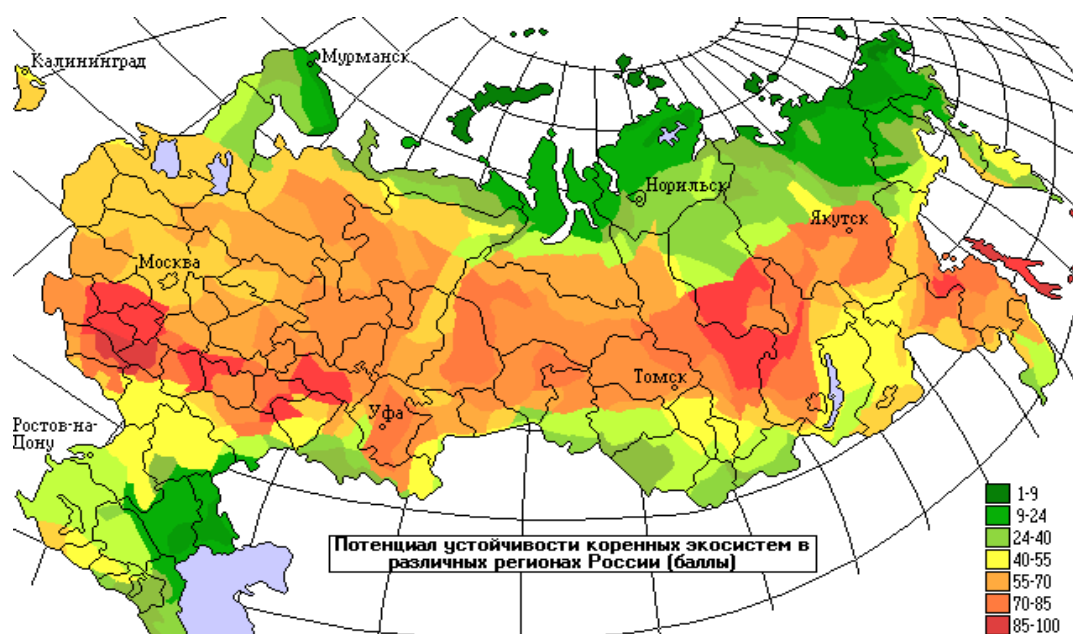 Калининград
Мурманск
Норильск
Якутск
Москва
Томск
Уфа
Ростов-на-
Дону
Потенциал устойчивости коренных экосистем в
различных регионах России (баллы)
1-9
9-24
24-40
40-55
55-70
70-85
85-100